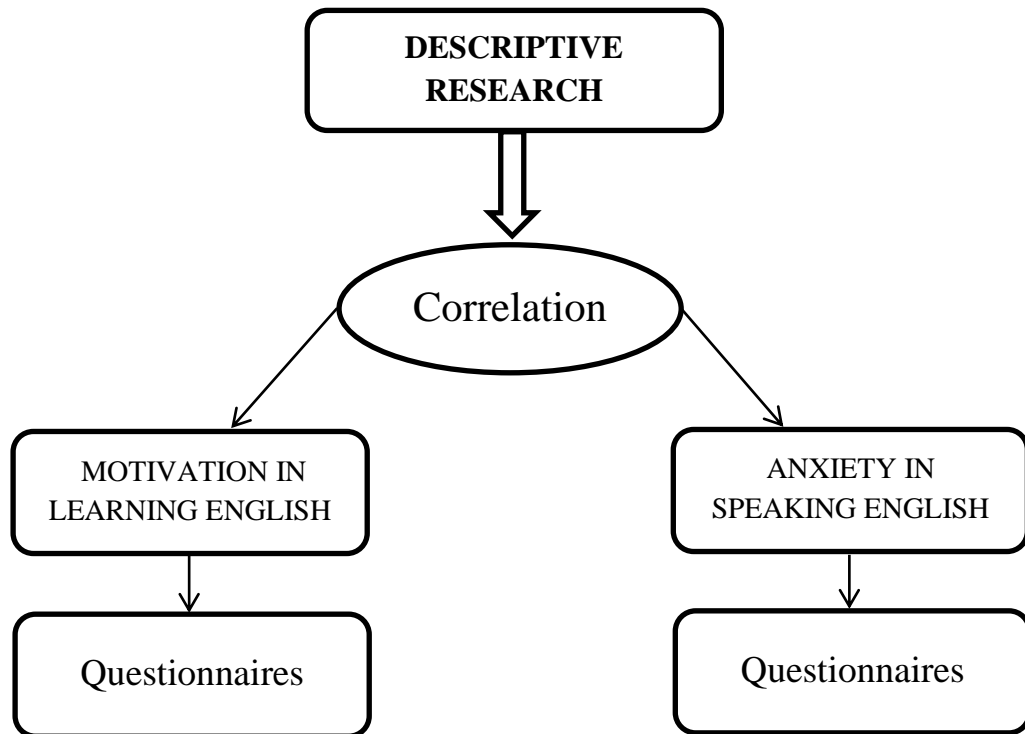 DESCRIPTIVE
RESEARCH
Correlation
MOTIVATION IN
LEARNING ENGLISH
ANXIETY IN
SPEAKING ENGLISH
Questionnaires
Questionnaires